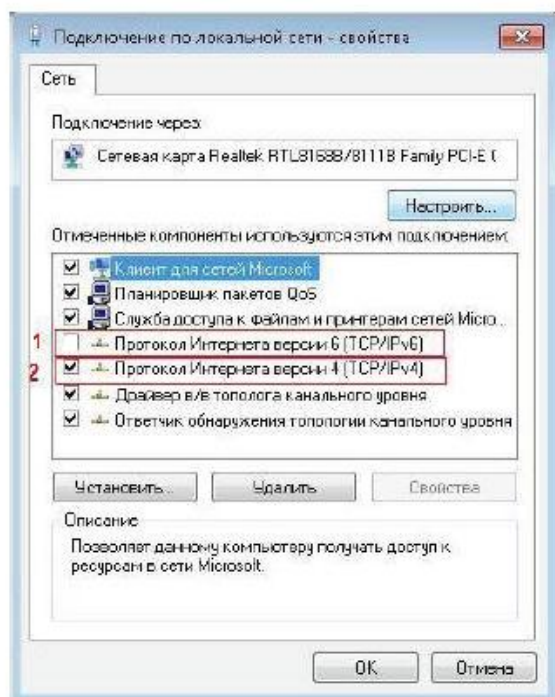 Подключение по локальной сети - свойства
Сеть
Подключение через:
Сетевая карта Realtek RTL8168B/8111B Family PCI-E (
Настроить...
Отмеченные компоненты используются этим подключением:
Клиент для сетей Microsoft
Планировщик пакетов QoS
Служба доступа к файлам и принтерам сетей Micro...
1 Протокол Интернета версии 6 (TCP/IPv6)
2 Протокол Интернета версии 4 (TCP/IPv4)
Драйвер в/в тополога канального уровня
Ответчик обнаружения топологии канального уровня
Установить... Удалить Свойства
Описание
Позволяет данному компьютеру получать доступ к
ресурсам в сети Microsoft.
OK Отмена